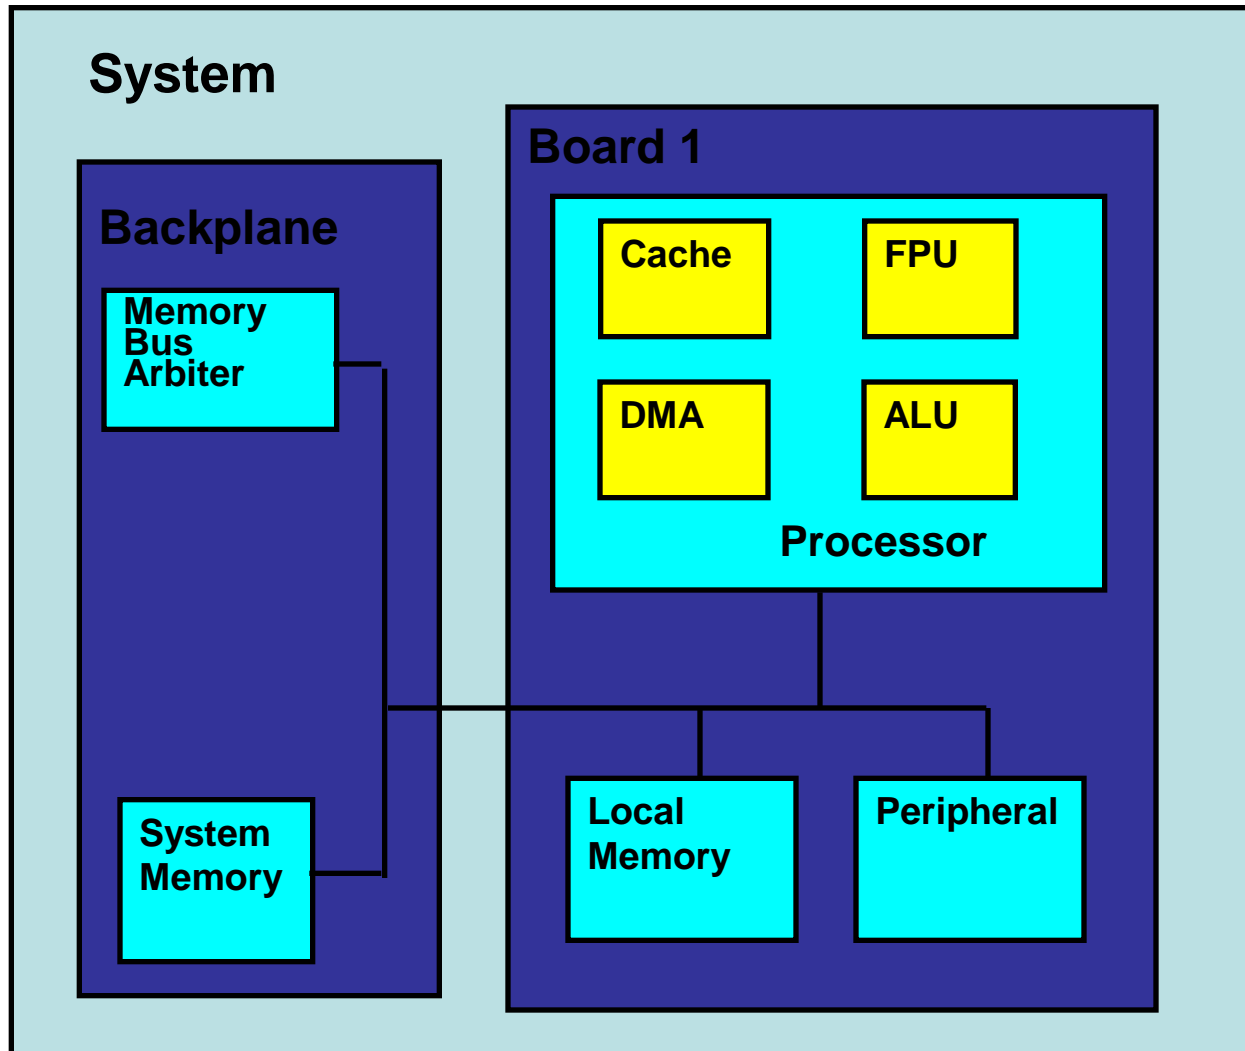 System
Board 1
Backplane
Cache
FPU
Memory
Bus
Arbiter
DMA
ALU
Processor
System
Memory
Local
Memory
Peripheral